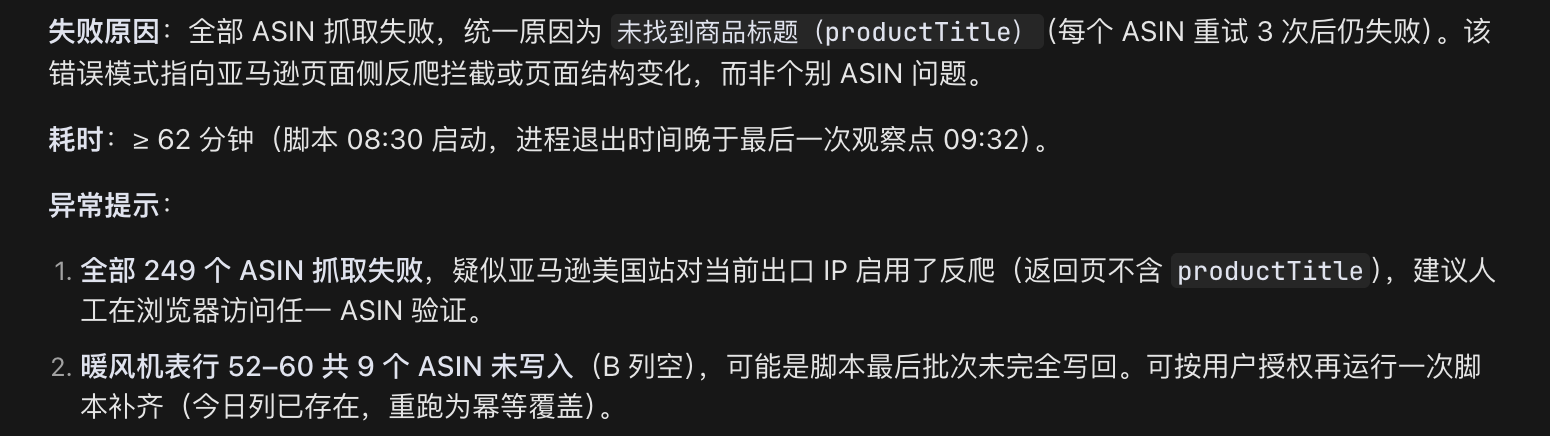 失败原因：全部 ASIN 抓取失败，统一原因为 未找到商品标题（productTitle）（每个 ASIN 重试 3 次后仍失败）。该
错误模式指向亚马逊页面侧反爬拦截或页面结构变化，而非个别 ASIN 问题。
耗时：≥ 62 分钟（脚本 08:30 启动，进程退出时间晚于最后一次观察点 09:32）。
异常提示：
1. 全部 249 个 ASIN 抓取失败，疑似亚马逊美国站对当前出口 IP 启用了反爬（返回页不含 productTitle），建议人
工在浏览器访问任一 ASIN 验证。
2. 暖风机表行 52–60 共 9 个 ASIN 未写入（B 列空），可能是脚本最后批次未完全写回。可按用户授权再运行一次脚
本补齐（今日列已存在，重跑为幂等覆盖）。